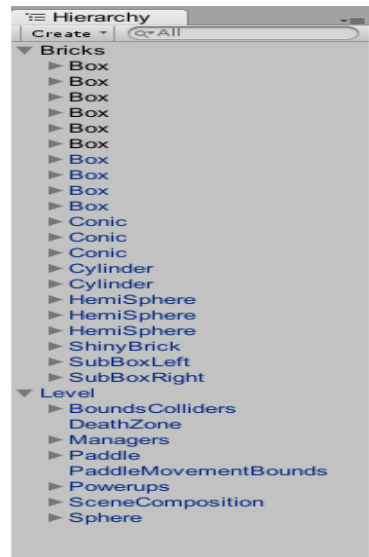 Hierarchy
Create All
Bricks
Box
Box
Box
Box
Box
Box
Box
Box
Box
Box
Conic
Conic
Conic
Cylinder
Cylinder
HemiSphere
HemiSphere
HemiSphere
ShinyBrick
SubBoxLeft
SubBoxRight
Level
BoundsColliders
DeathZone
Managers
Paddle
PaddleMovementBounds
Powerups
SceneComposition
Sphere